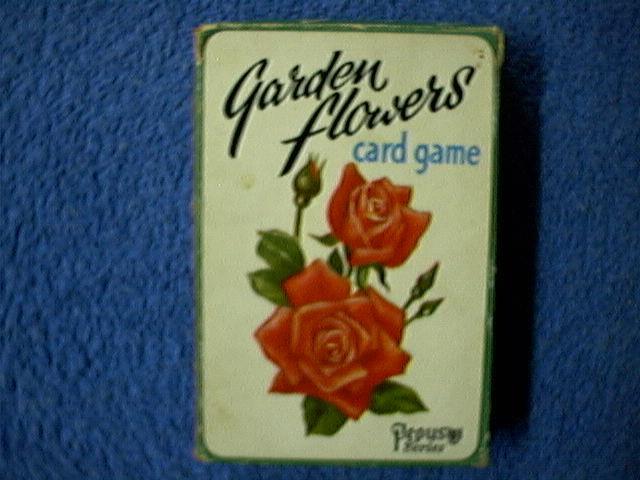 Garden
flowers
card game
Pepys
Series